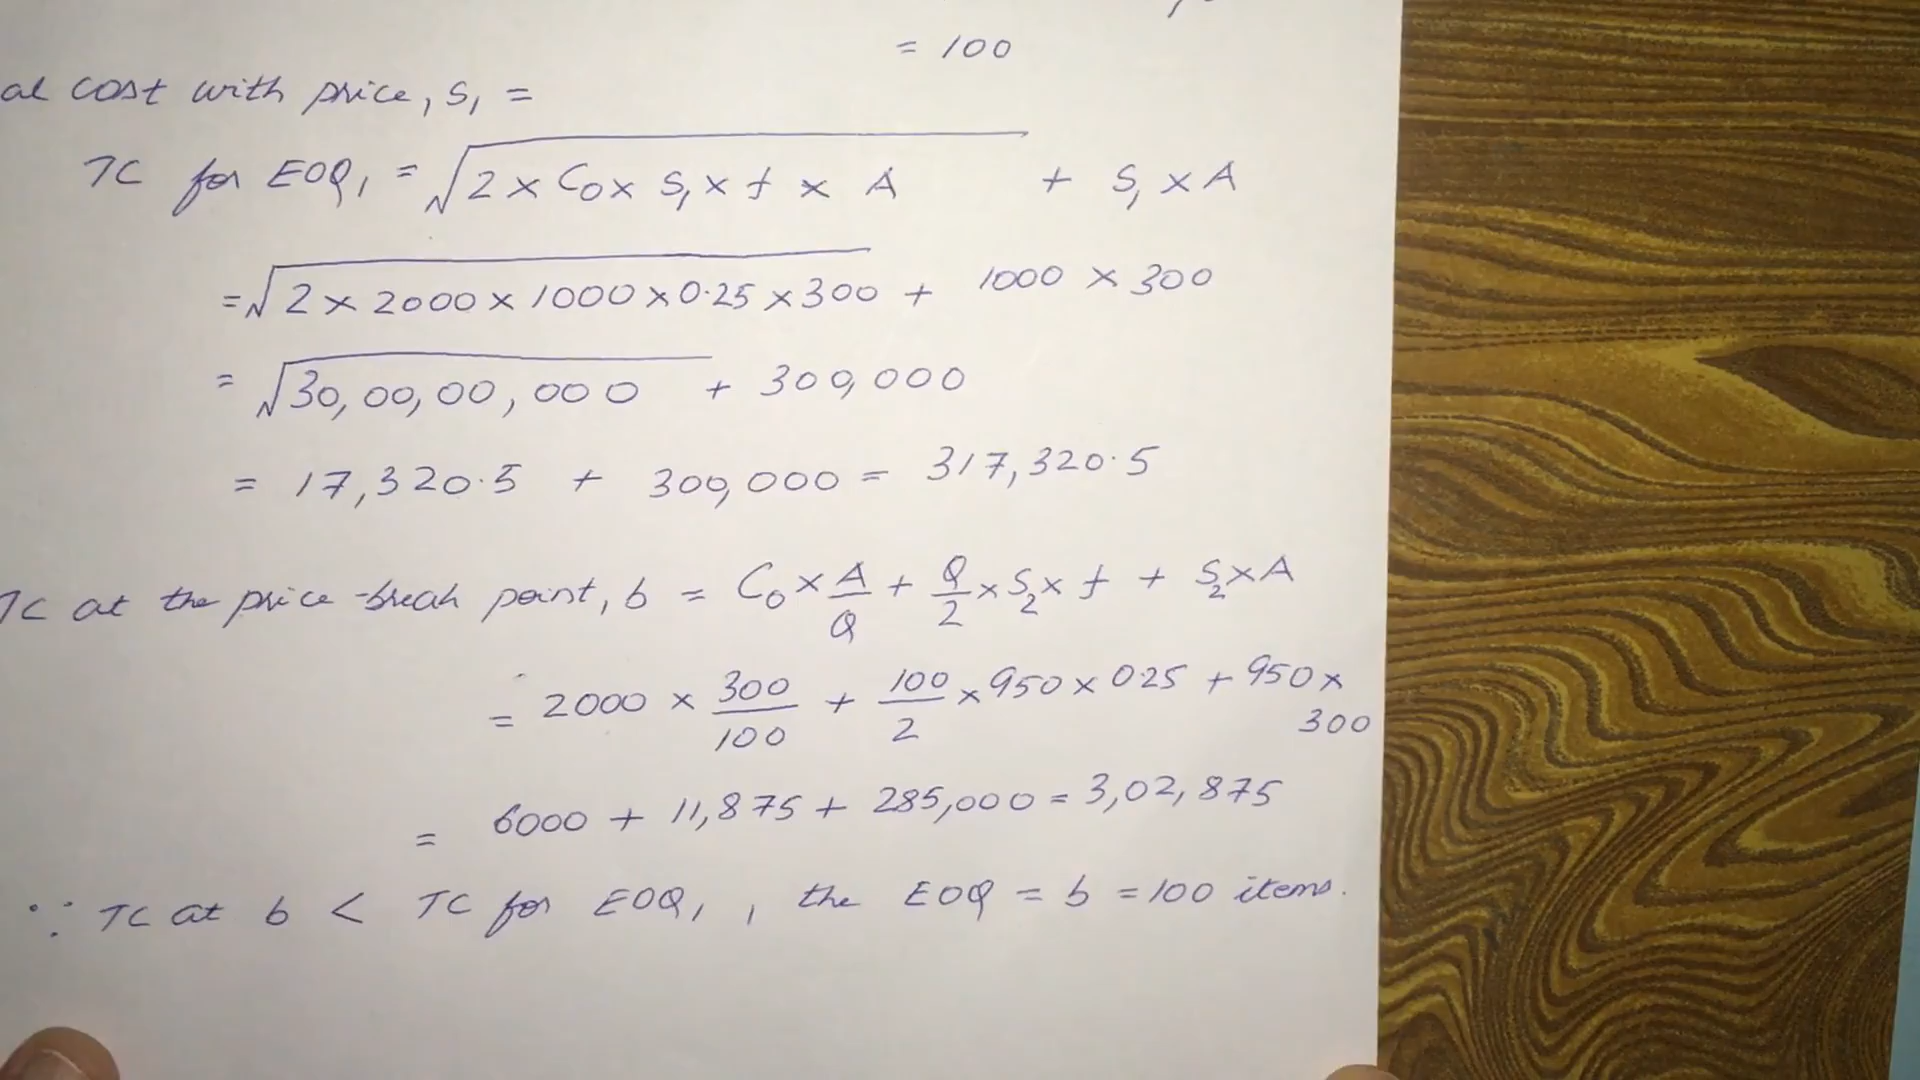 = 100
al cost with price, S₁ =
TC for EOQ₁ = √2 × C₀ × S₁ × f × A + S₁ × A
= √2 × 2000 × 1000 × 0.25 × 300 + 1000 × 300
= √30,00,00,000 + 300,000
= 17,320.5 + 300,000 = 317,320.5
TC at the price-break point, b = C₀ × A/Q + Q/2 × S₂ × f + S₂ × A
= 2000 × 300/100 + 100/2 × 950 × 0.25 + 950 ×
300
= 6000 + 11,875 + 285,000 = 3,02,875
∵ TC at b < TC for EOQ₁, the EOQ = b = 100 items.